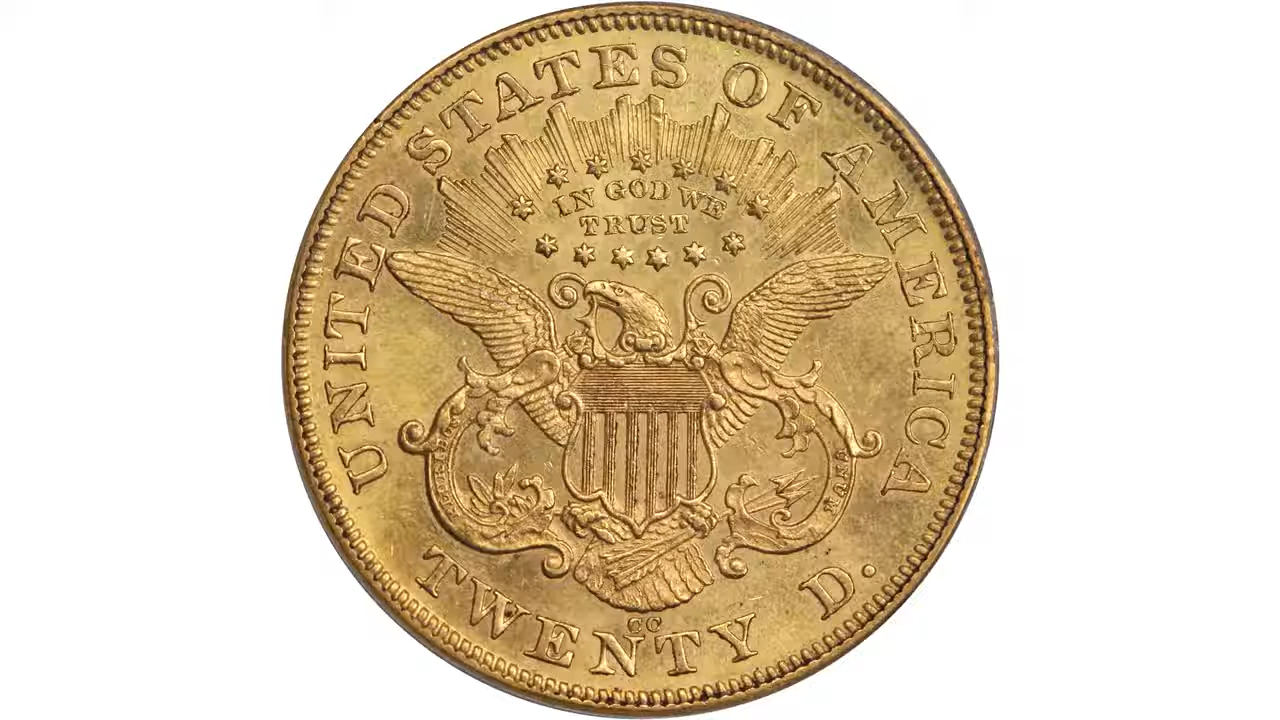 UNITED STATES OF AMERICA
IN GOD WE
TRUST
CC
TWENTY D.